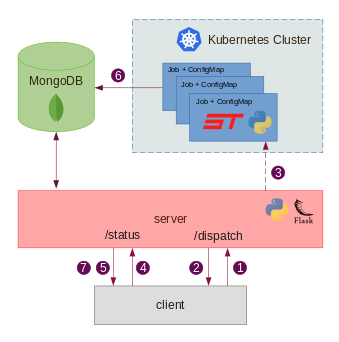 Kubernetes Cluster
6
Job + ConfigMap
MongoDB
Job + ConfigMap
Job + ConfigMap
ST
3
server
Flask
/status
/dispatch
7 5 4 2 1
client